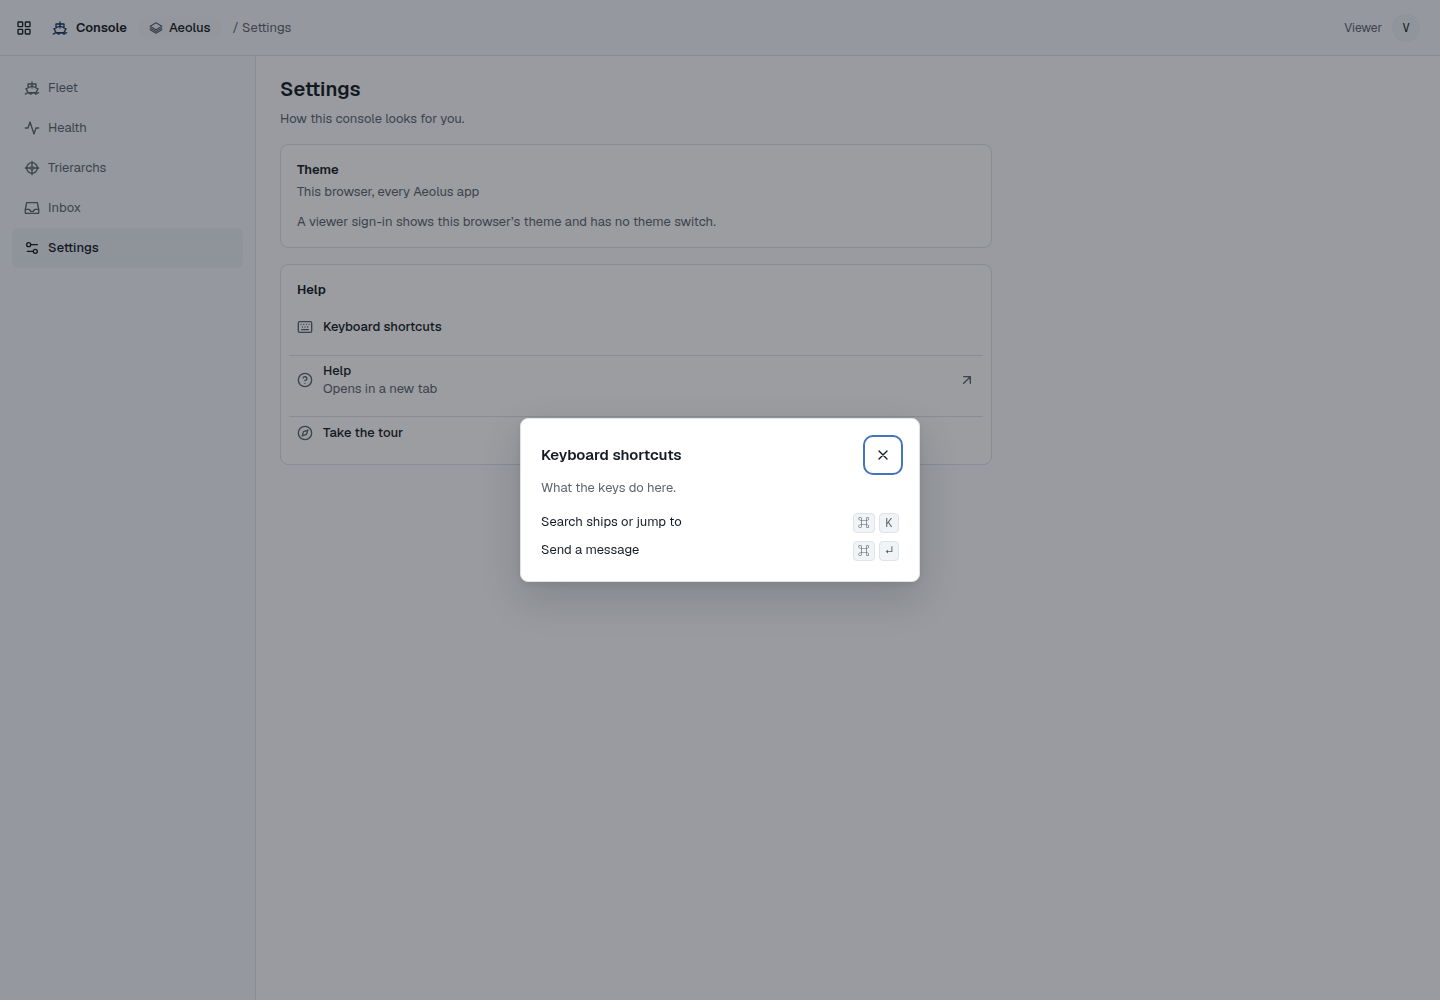 Console
Aeolus
/ Settings
Viewer
V
Fleet
Health
Trierarchs
Inbox
Settings
Settings
How this console looks for you.
Theme
This browser, every Aeolus app
A viewer sign-in shows this browser's theme and has no theme switch.
Help
Keyboard shortcuts
Help
Opens in a new tab
Take the tour
Keyboard shortcuts
What the keys do here.
Search ships or jump to ⌘ K
Send a message ⌘ ↵